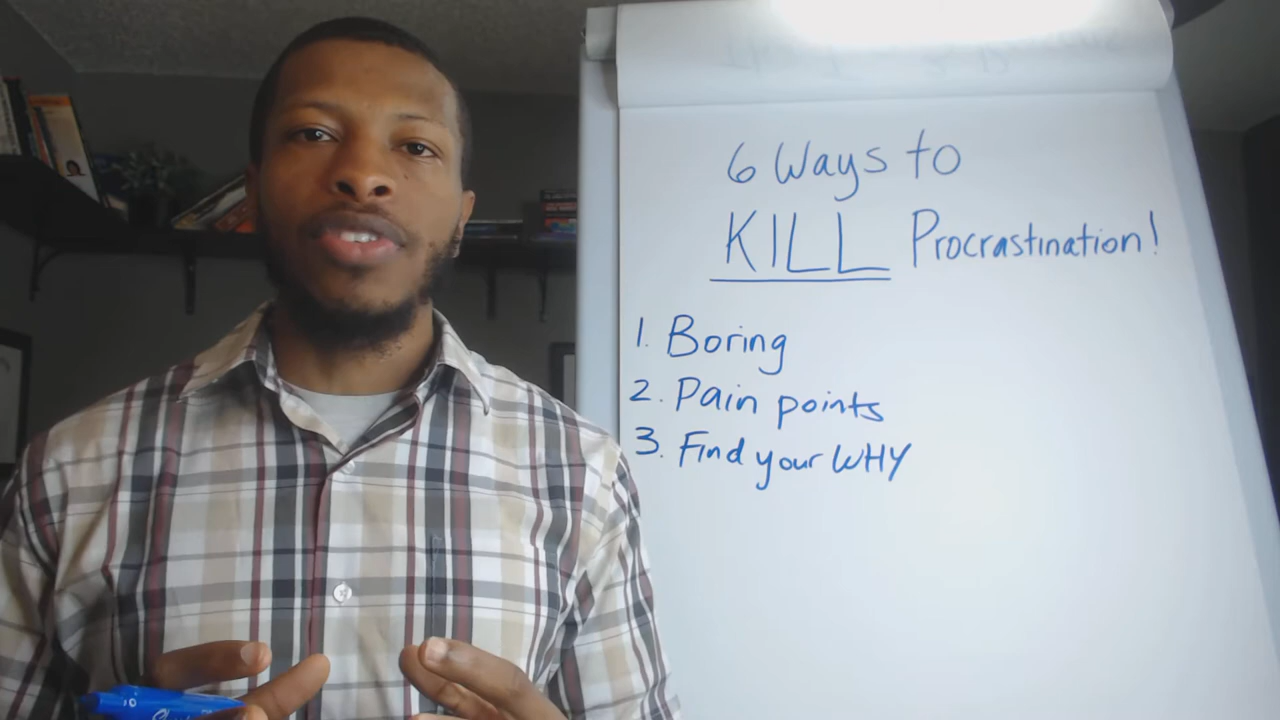 6 Ways to
KILL Procrastination!
1. Boring
2. Pain points
3. Find your WHY